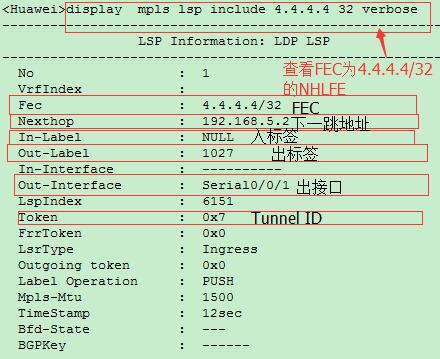 <Huawei>display mpls lsp include 4.4.4.4 32 verbose
-------------------------------------------------------------------------------
LSP Information: LDP LSP
-------------------------------------------------------------------------------
No : 1
查看FEC为4.4.4.4/32
的NHLFE
VrfIndex :
Fec : 4.4.4.4/32 FEC
Nexthop : 192.168.5.2 下一跳地址
In-Label : NULL 入标签
Out-Label : 1027 出标签
In-Interface : ----------
Out-Interface : Serial0/0/1 出接口
LspIndex : 6151
Token : 0x7 Tunnel ID
FrrToken : 0x0
LsrType : Ingress
Outgoing token : 0x0
Label Operation : PUSH
Mpls-Mtu : 1500
TimeStamp : 12sec
Bfd-State : ---
BGPKey : ------